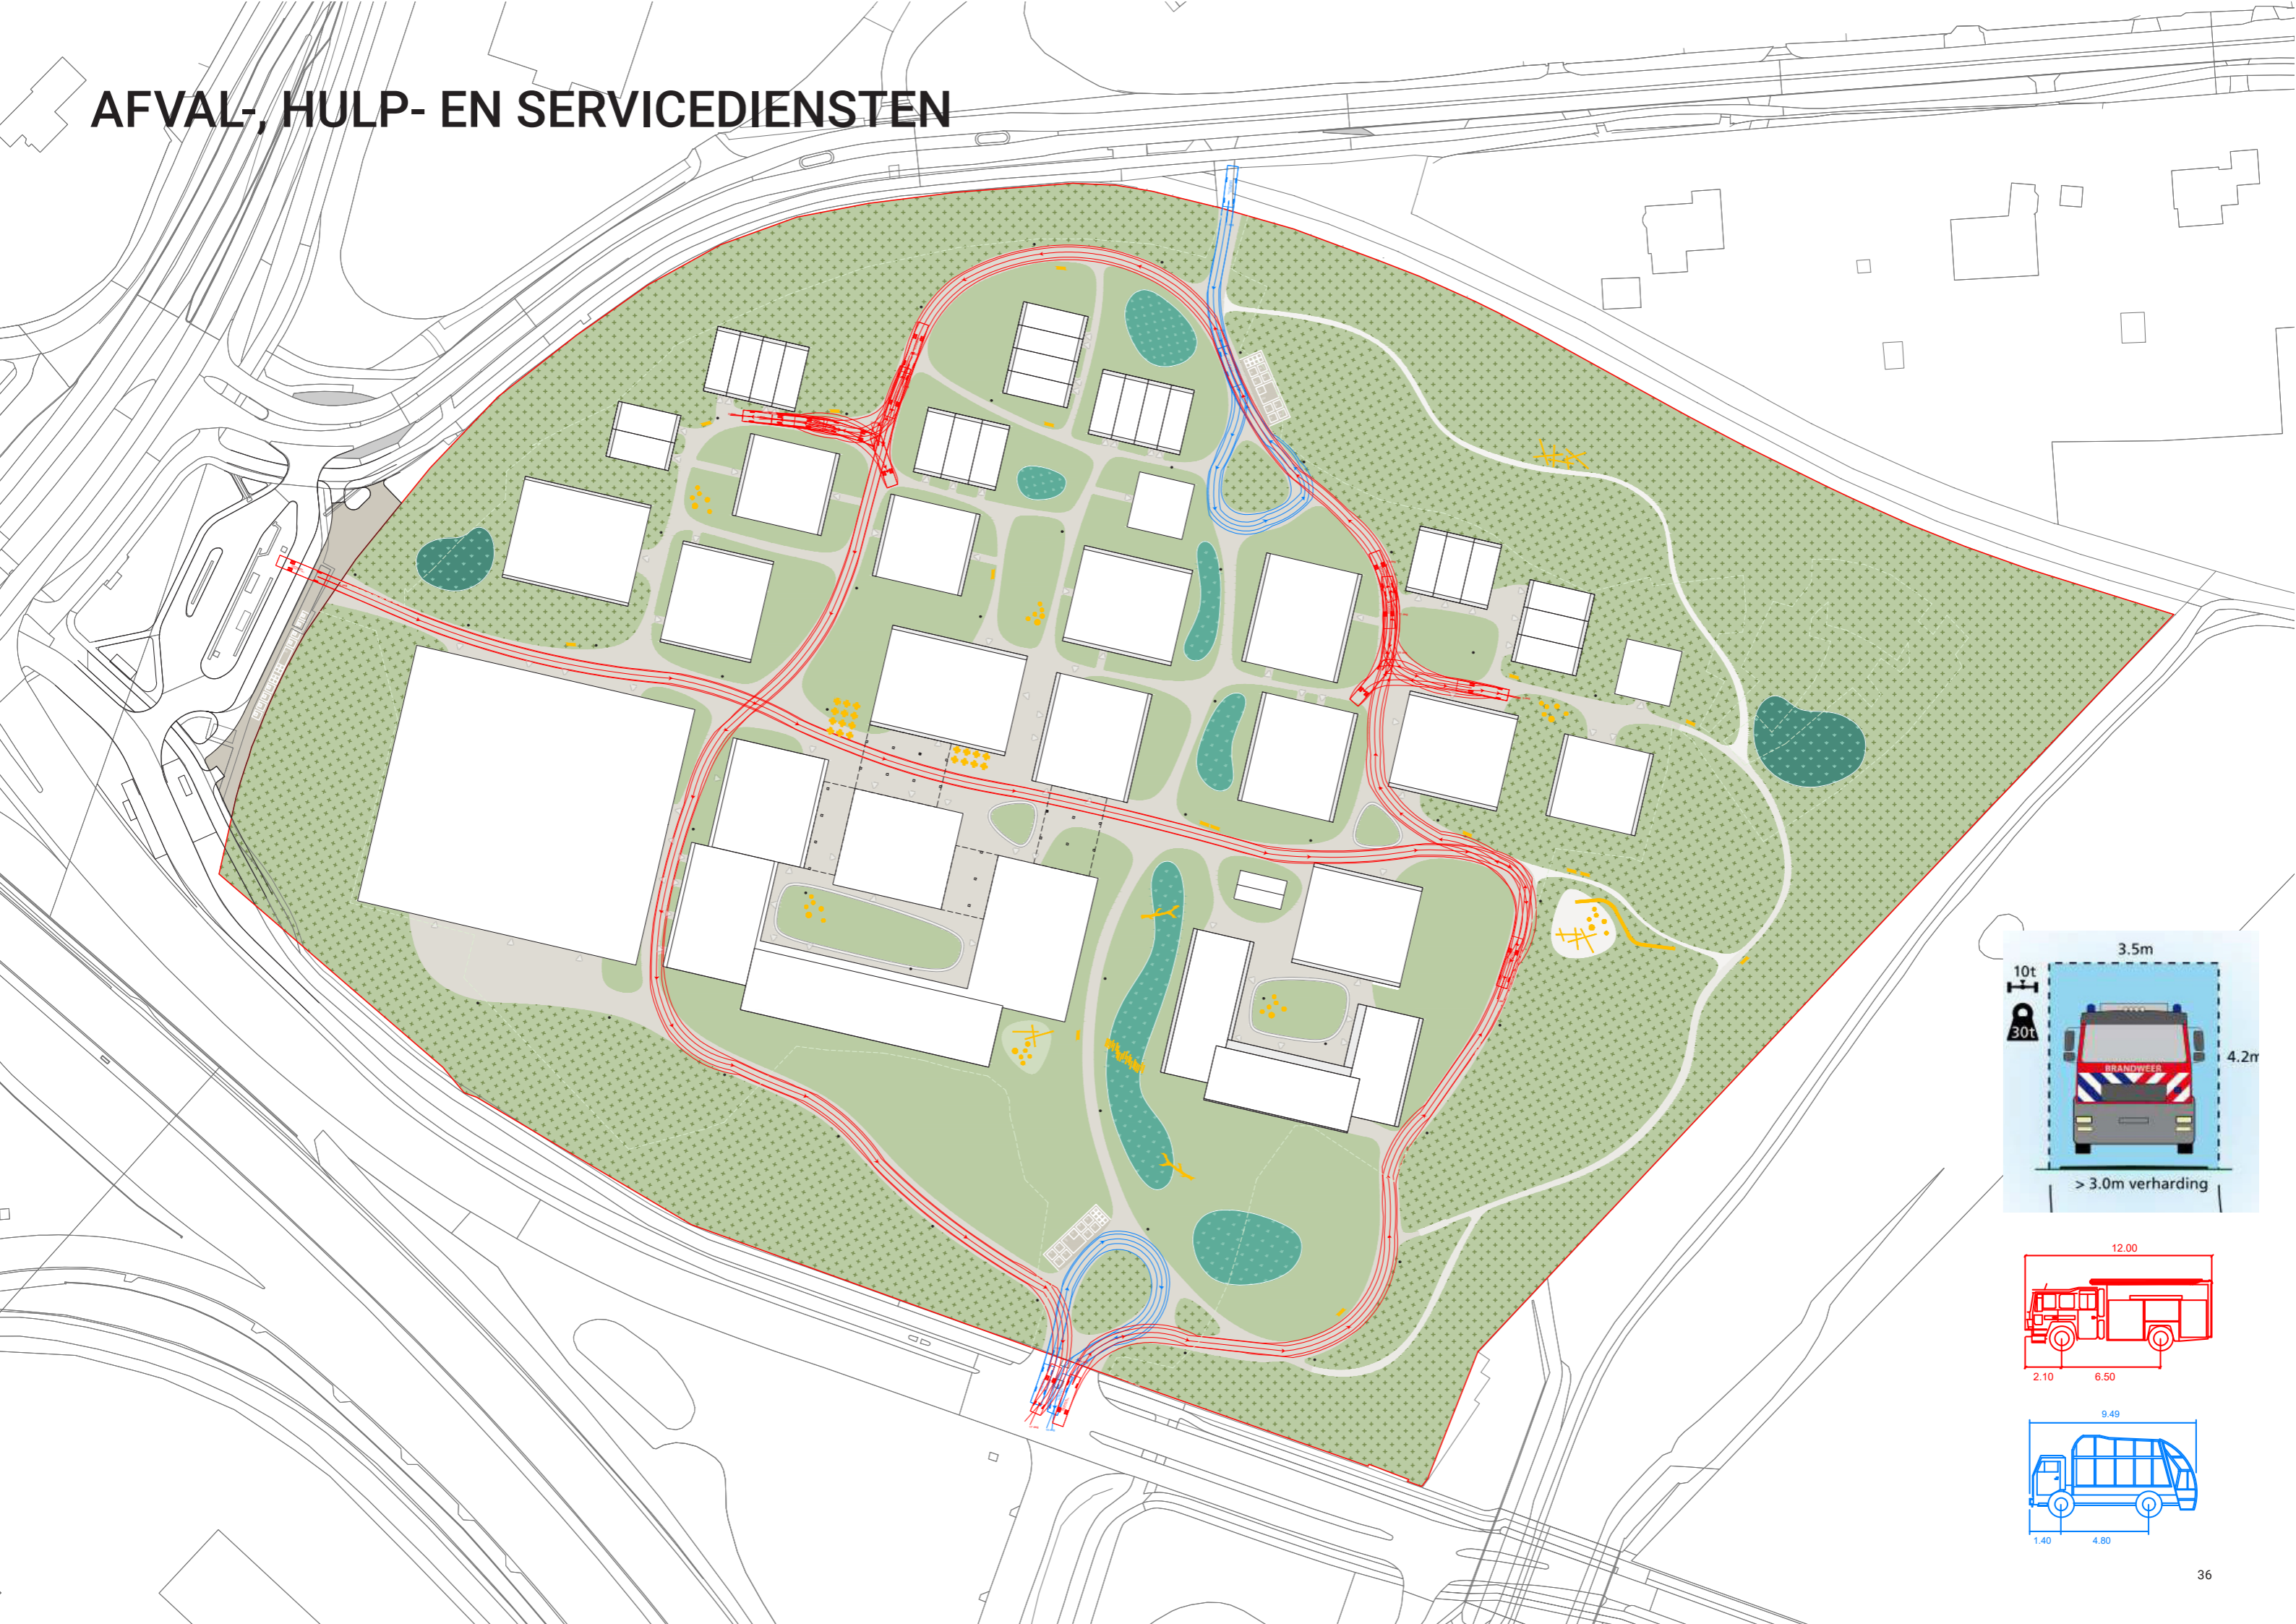 AFVAL-, HULP- EN SERVICEDIENSTEN
3.5m
10t
30t
4.2m
BRANDWEER
> 3.0m verharding
12.00
2.10
6.50
9.49
1.40
4.80
36